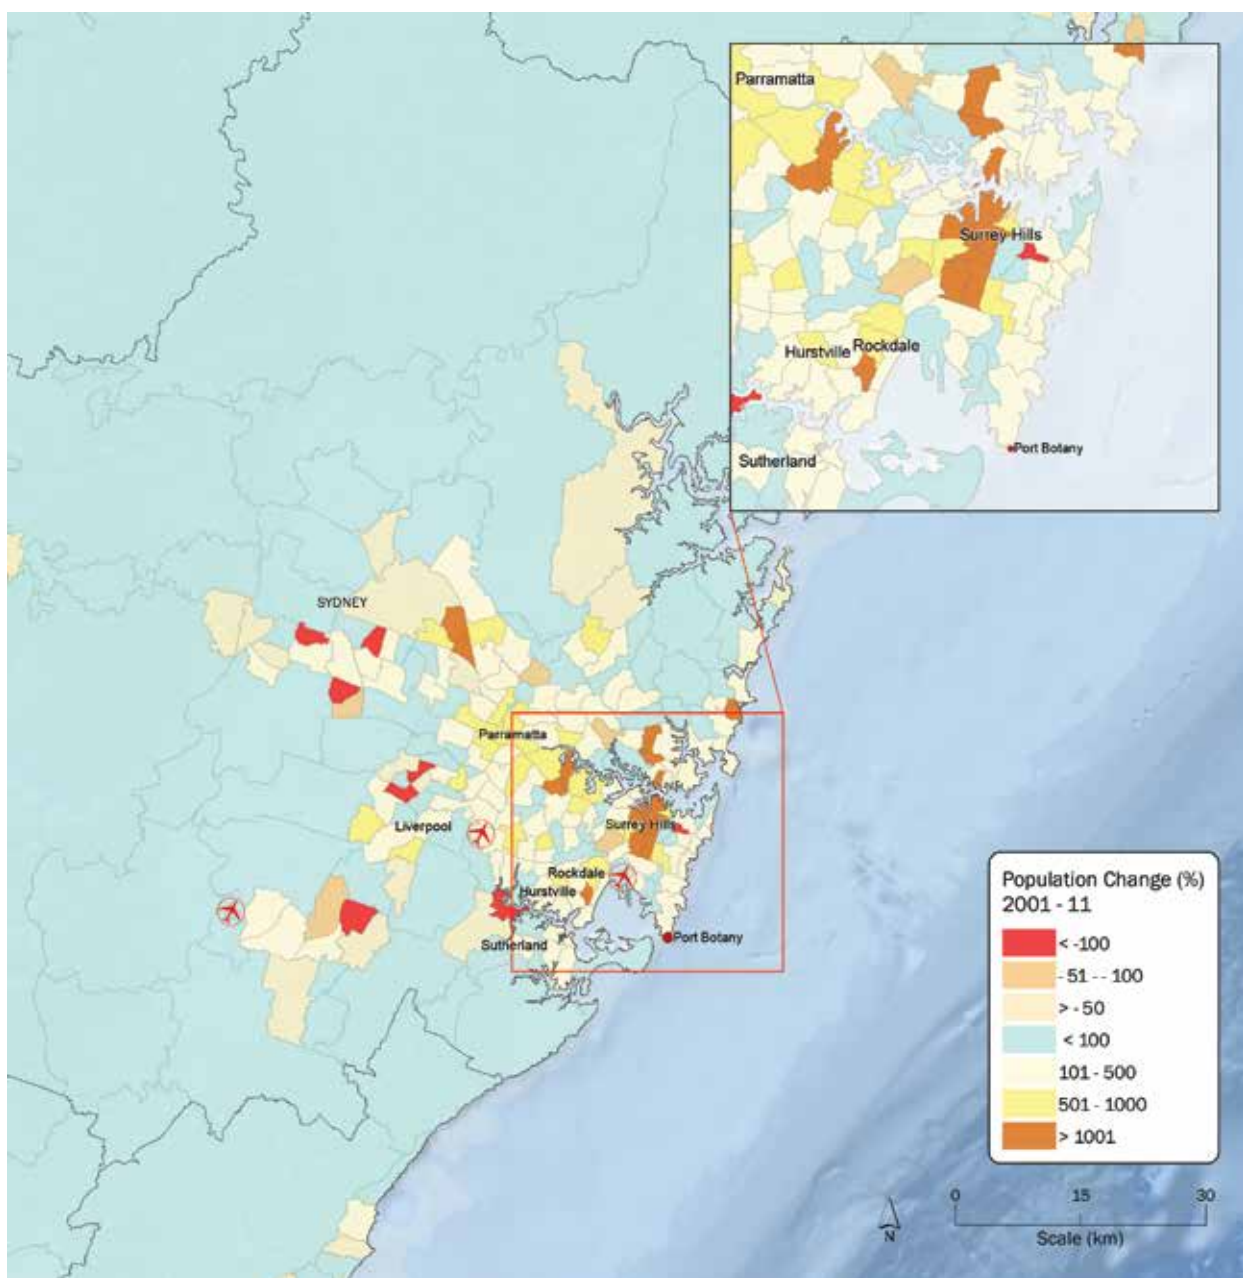 Parramatta
Surrey Hills
Hurstville
Rockdale
Port Botany
Sutherland
SYDNEY
Parramatta
Liverpool
Surrey Hills
Rockdale
Hurstville
Sutherland
Port Botany
Population Change (%)
2001 - 11
< -100
- 51 - - 100
> - 50
< 100
101 - 500
501 - 1000
> 1001
N
0 15 30
Scale (km)